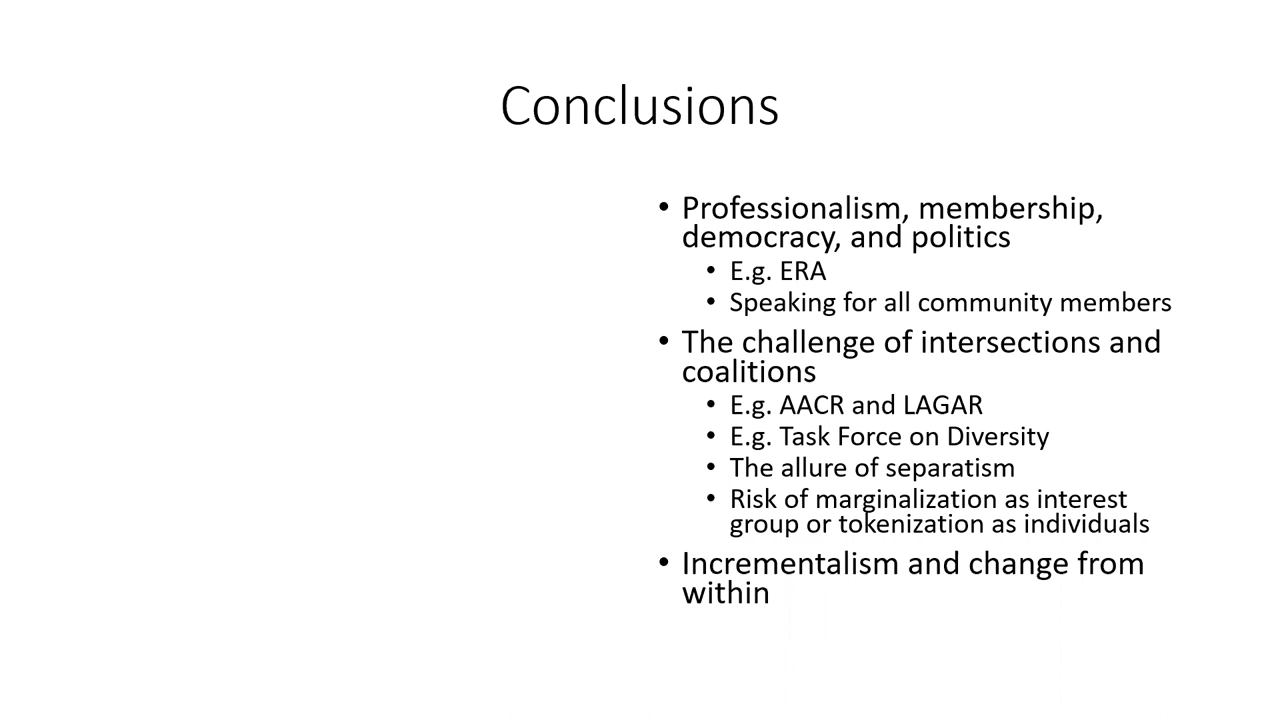 Conclusions
• Professionalism, membership,
democracy, and politics
• E.g. ERA
• Speaking for all community members
• The challenge of intersections and
coalitions
• E.g. AACR and LAGAR
• E.g. Task Force on Diversity
• The allure of separatism
• Risk of marginalization as interest
group or tokenization as individuals
• Incrementalism and change from
within